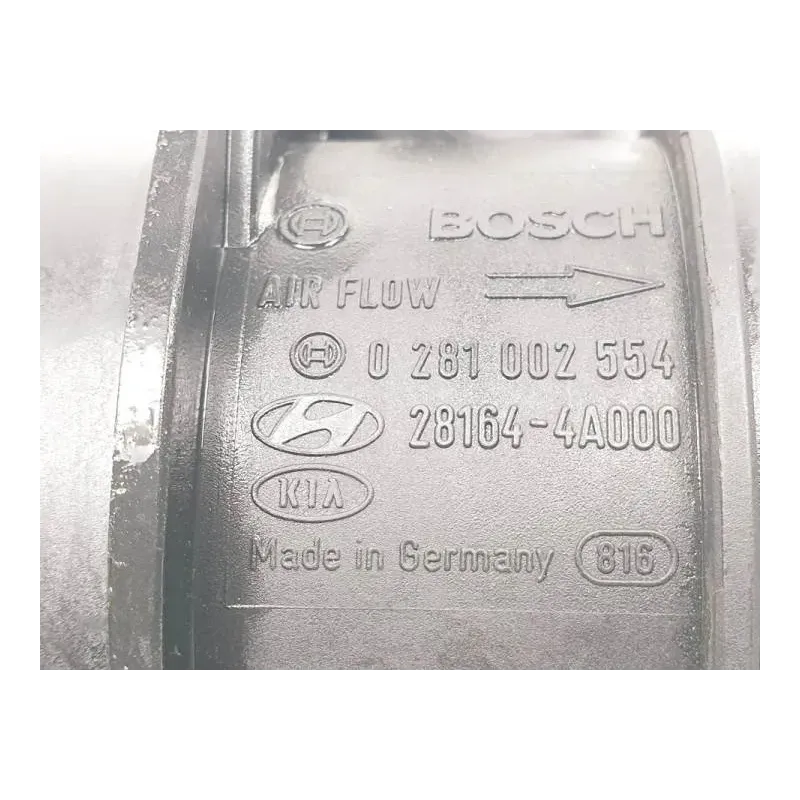 BOSCH
AIR FLOW
0 281 002 554
28164-4A000
KIA
Made in Germany 816